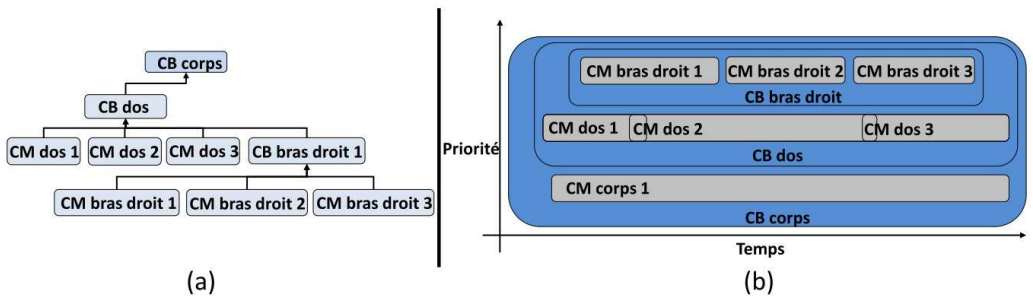 CB corps
CB dos
CM dos 1
CM dos 2
CM dos 3
CB bras droit 1
CM bras droit 1
CM bras droit 2
CM bras droit 3
(a)
Priorité
CM bras droit 1
CM bras droit 2
CM bras droit 3
CB bras droit
CM dos 1
CM dos 2
CM dos 3
CB dos
CM corps 1
CB corps
Temps
(b)